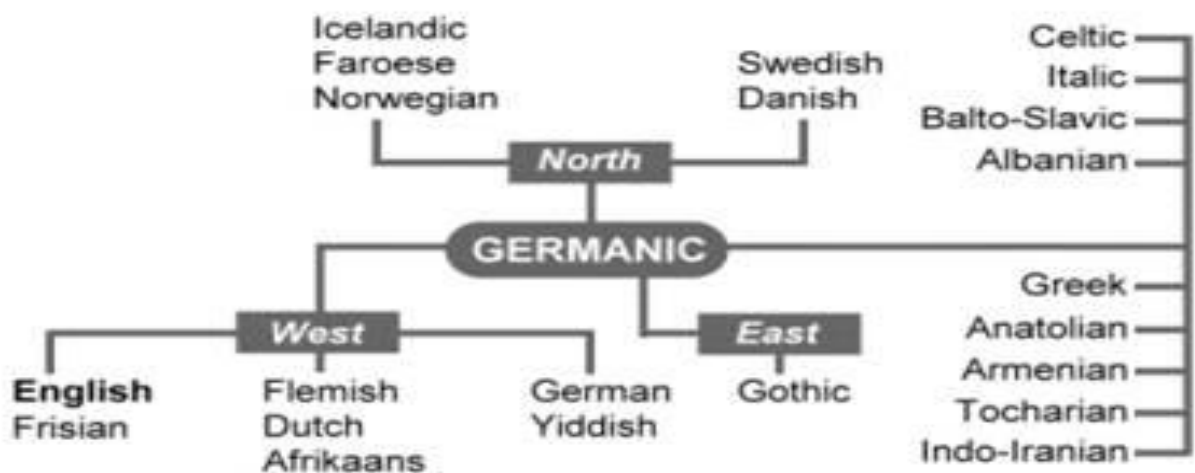 Icelandic
Faroese
Norwegian
Swedish
Danish
North
GERMANIC
West
East
English
Frisian
Flemish
Dutch
Afrikaans
German
Yiddish
Gothic
Celtic
Italic
Balto-Slavic
Albanian
Greek
Anatolian
Armenian
Tocharian
Indo-Iranian